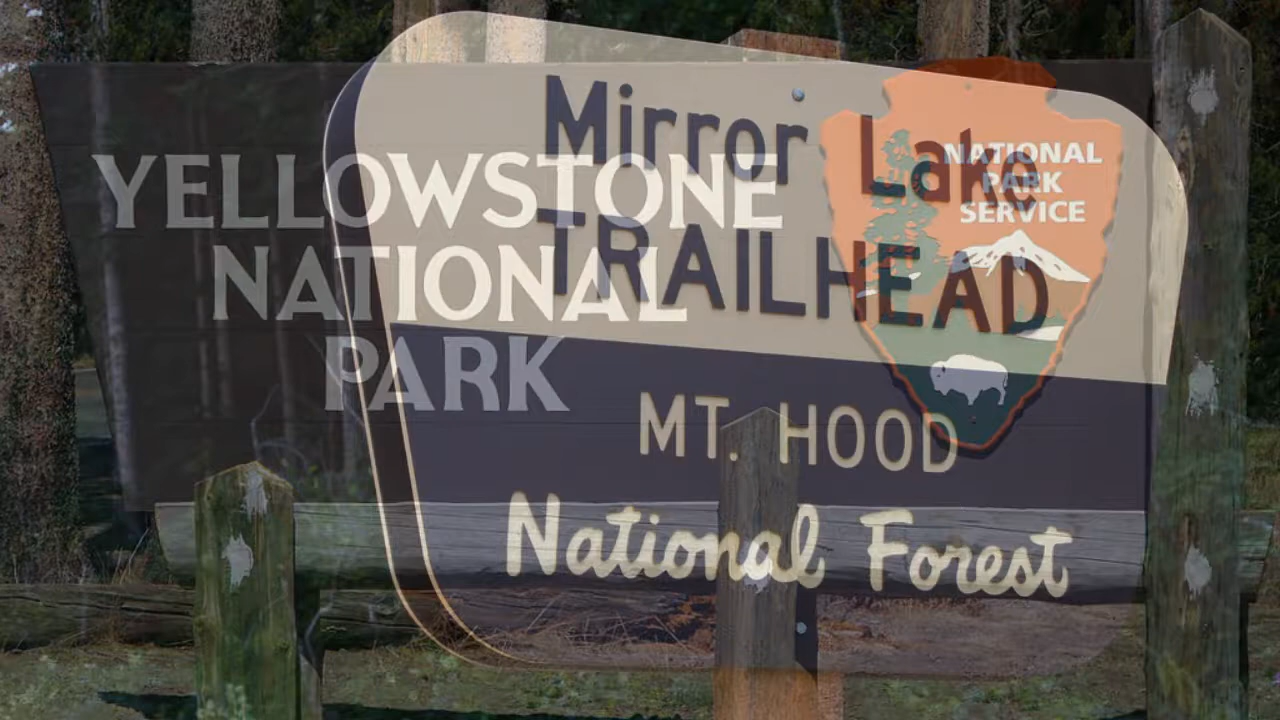 Mirror Lake
TRAILHEAD
MT. HOOD
National Forest
YELLOWSTONE
NATIONAL
PARK
NATIONAL
PARK
SERVICE